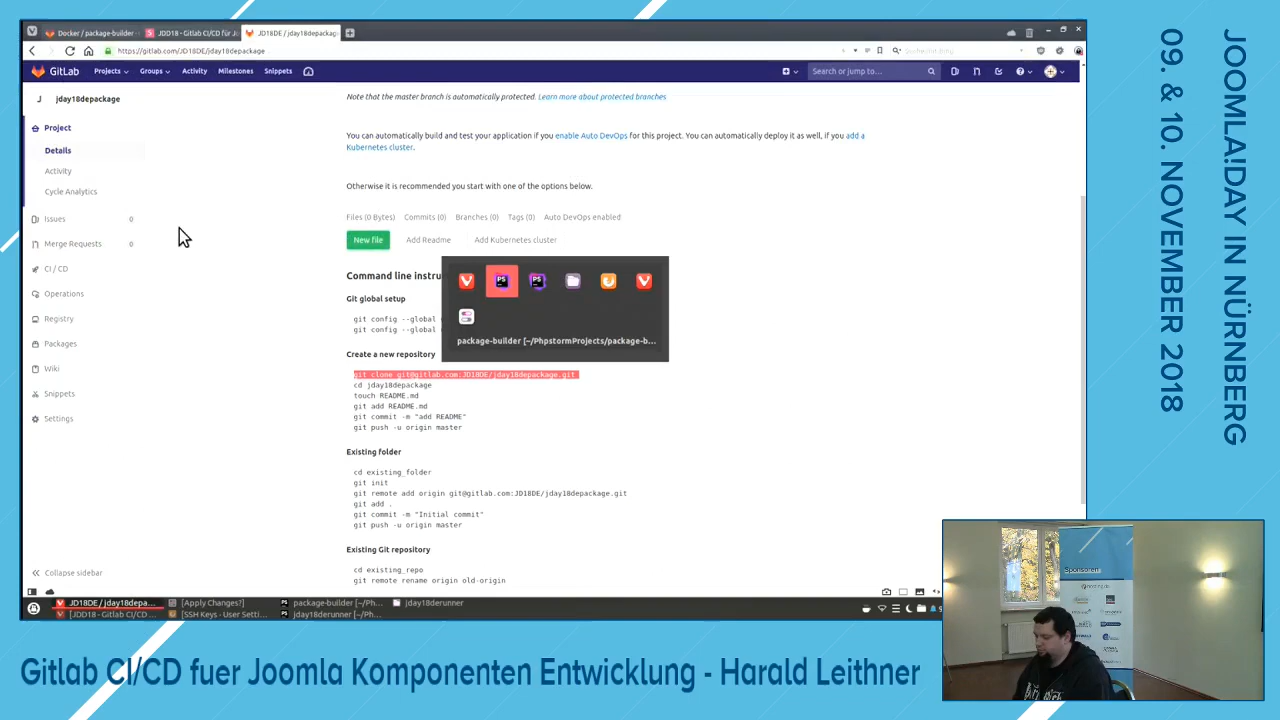 Docker / package-builder
JDD18 - Gitlab CI/CD für J
JD18DE / jday18depackage
https://gitlab.com/JD18DE/jday18depackage
GitLab
Projects
Groups
Activity
Milestones
Snippets
Search or jump to...
J
jday18depackage
Project
Details
Activity
Cycle Analytics
Issues
0
Merge Requests
0
CI / CD
Operations
Registry
Packages
Wiki
Snippets
Settings
Collapse sidebar
Note that the master branch is automatically protected. Learn more about protected branches
You can automatically build and test your application if you enable Auto DevOps for this project. You can automatically deploy it as well, if you add a
Kubernetes cluster.
Otherwise it is recommended you start with one of the options below.
Files (0 Bytes) Commits (0) Branches (0) Tags (0) Auto DevOps enabled
New file
Add Readme
Add Kubernetes cluster
Command line instru
Git global setup
git config --global
git config --global
PS
PS
package-builder [~/PhpstormProjects/package-b...
Create a new repository
git clone git@gitlab.com:JD18DE/jday18depackage.git
cd jday18depackage
touch README.md
git add README.md
git commit -m "add README"
git push -u origin master
Existing folder
cd existing_folder
git init
git remote add origin git@gitlab.com:JD18DE/jday18depackage.git
git add .
git commit -m "Initial commit"
git push -u origin master
Existing Git repository
cd existing_repo
git remote rename origin old-origin
JD18DE / jday18depa...
[Apply Changes?]
package-builder [~/Ph...
jday18derunner
[JDD18 - Gitlab CI/CD ...
[SSH Keys - User Setti...
jday18derunner [~/Ph...
JOOMLA!DAY IN NÜRNBERG
09. & 10. NOVEMBER 2018
Sponsoren
Gitlab CI/CD fuer Joomla Komponenten Entwicklung - Harald Leithner